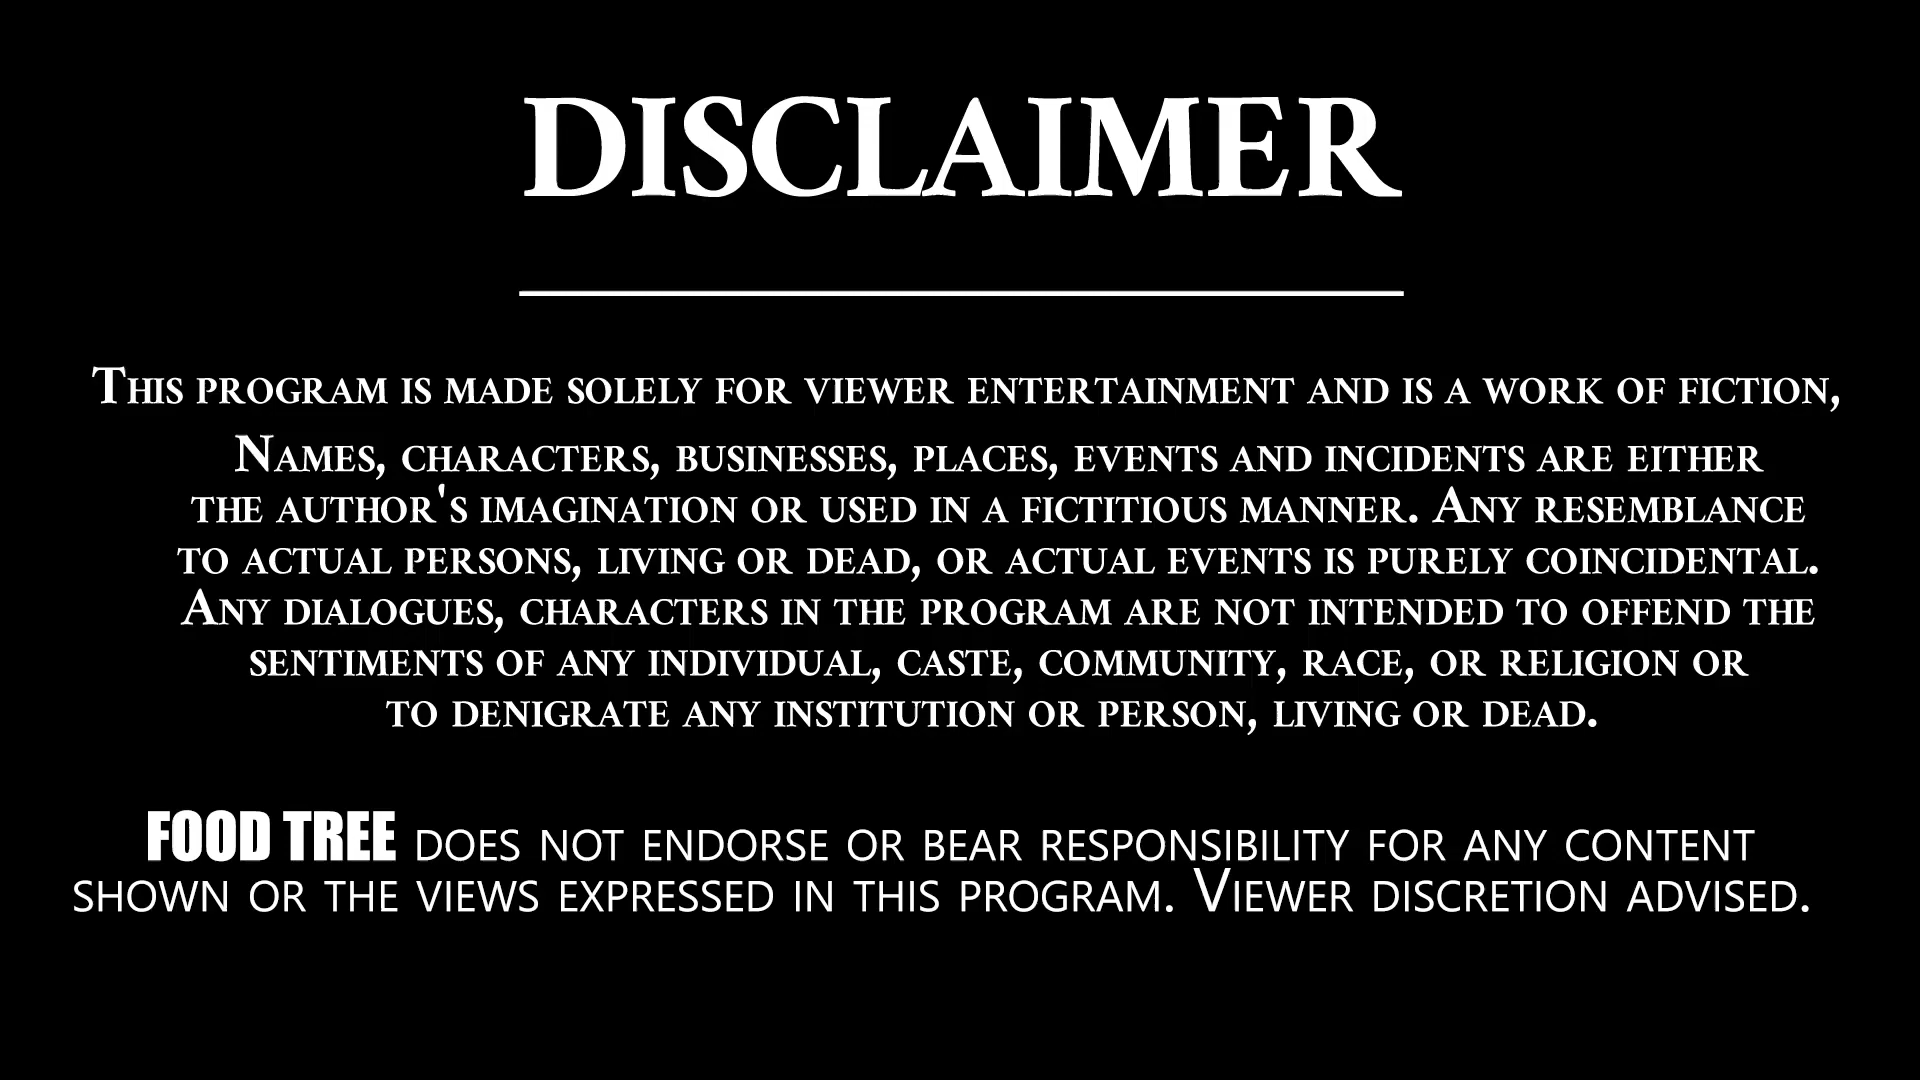 DISCLAIMER
This program is made solely for viewer entertainment and is a work of fiction,
Names, characters, businesses, places, events and incidents are either
the author's imagination or used in a fictitious manner. Any resemblance
to actual persons, living or dead, or actual events is purely coincidental.
Any dialogues, characters in the program are not intended to offend the
sentiments of any individual, caste, community, race, or religion or
to denigrate any institution or person, living or dead.
FOOD TREE does not endorse or bear responsibility for any content
shown or the views expressed in this program. Viewer discretion advised.